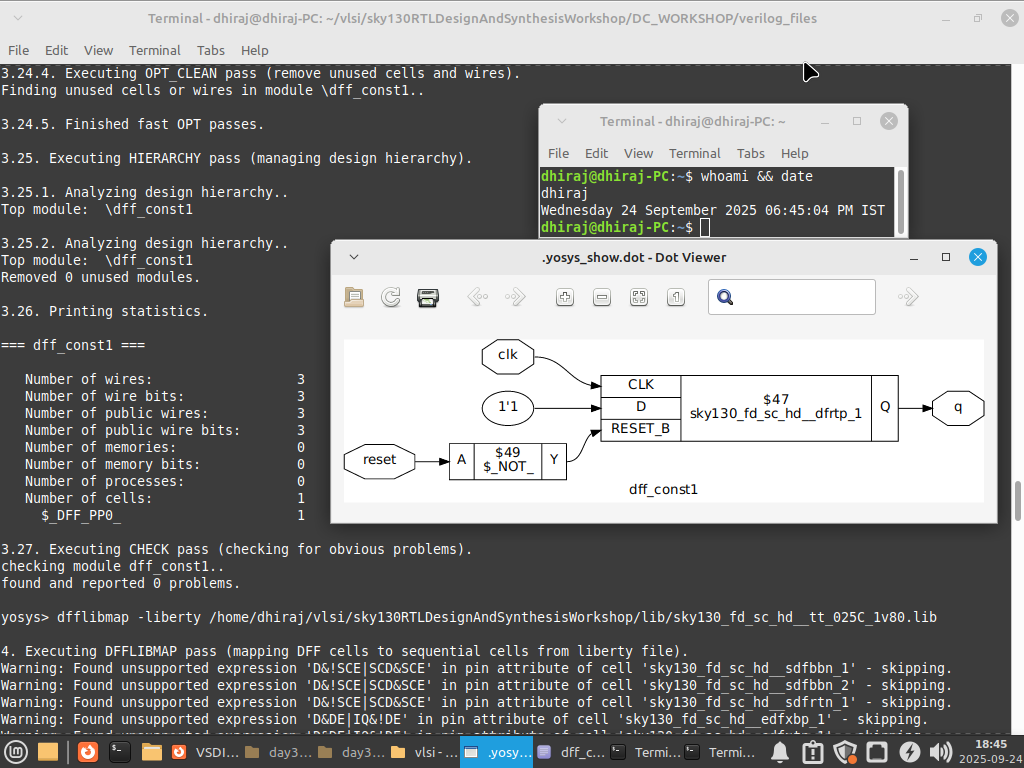 Terminal - dhiraj@dhiraj-PC: ~/vlsi/sky130RTLDesignAndSynthesisWorkshop/DC_WORKSHOP/verilog_files
File Edit View Terminal Tabs Help
3.24.4. Executing OPT_CLEAN pass (remove unused cells and wires).
Finding unused cells or wires in module \dff_const1..
3.24.5. Finished fast OPT passes.
3.25. Executing HIERARCHY pass (managing design hierarchy).
3.25.1. Analyzing design hierarchy..
Top module:  \dff_const1
3.25.2. Analyzing design hierarchy..
Top module:  \dff_const1
Removed 0 unused modules.
3.26. Printing statistics.
=== dff_const1 ===
Number of wires: 3
Number of wire bits: 3
Number of public wires: 3
Number of public wire bits: 3
Number of memories: 0
Number of memory bits: 0
Number of processes: 0
Number of cells: 1
$_DFF_PP0_ 1
3.27. Executing CHECK pass (checking for obvious problems).
checking module dff_const1..
found and reported 0 problems.
yosys> dfflibmap -liberty /home/dhiraj/vlsi/sky130RTLDesignAndSynthesisWorkshop/lib/sky130_fd_sc_hd__tt_025C_1v80.lib
4. Executing DFFLIBMAP pass (mapping DFF cells to sequential cells from liberty file).
Warning: Found unsupported expression 'D&!SCE|SCD&SCE' in pin attribute of cell 'sky130_fd_sc_hd__sdfbbn_1' - skipping.
Warning: Found unsupported expression 'D&!SCE|SCD&SCE' in pin attribute of cell 'sky130_fd_sc_hd__sdfbbn_2' - skipping.
Warning: Found unsupported expression 'D&!SCE|SCD&SCE' in pin attribute of cell 'sky130_fd_sc_hd__sdfrtn_1' - skipping.
Warning: Found unsupported expression 'D&DE|IQ&!DE' in pin attribute of cell 'sky130_fd_sc_hd__edfxbp_1' - skipping.
Terminal - dhiraj@dhiraj-PC: ~
File Edit View Terminal Tabs Help
dhiraj@dhiraj-PC:~$ whoami && date
dhiraj
Wednesday 24 September 2025 06:45:04 PM IST
dhiraj@dhiraj-PC:~$
.yosys_show.dot - Dot Viewer
clk
1'1
reset
A
$49
$_NOT_
Y
CLK
D
RESET_B
$47
sky130_fd_sc_hd__dfrtp_1
Q
q
dff_const1
VSDI...
day3...
day3...
vlsi - ...
.yosy...
dff_c...
Termi...
Termi...
18:45
2025-09-24